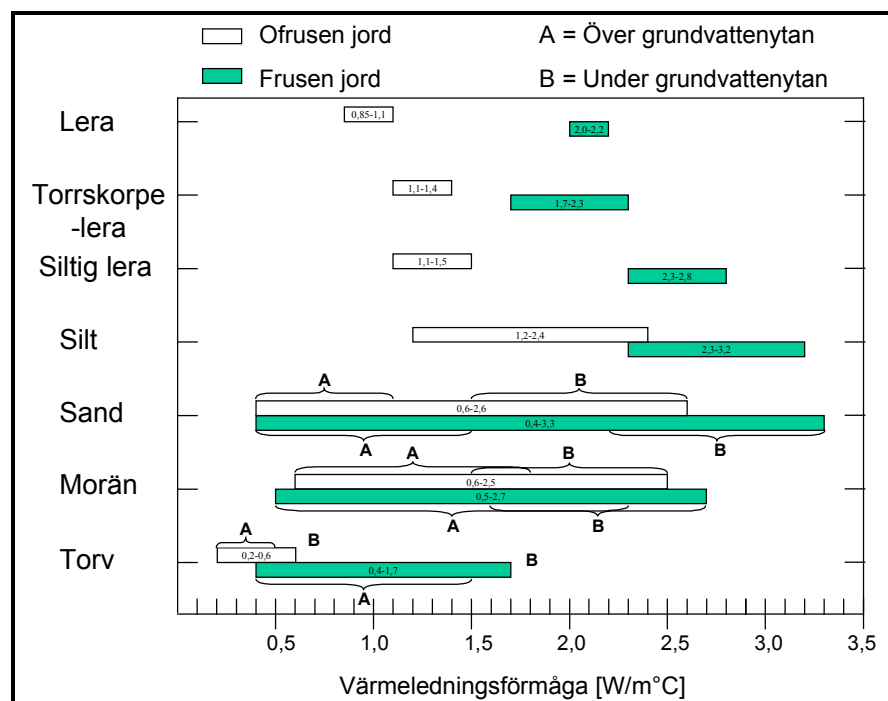 Ofrusen jord A = Över grundvattenytan
Frusen jord B = Under grundvattenytan
Lera
0,85-1,1
2,0-2,2
Torrskorpe
-lera
1,1-1,4
1,7-2,3
Siltig lera
1,1-1,5
2,3-2,8
Silt
1,2-2,4
2,3-3,2
A B
Sand
0,6-2,6
0,4-3,3
A B
A B
Morän
0,6-2,5
0,5-2,7
A B
A B
Torv
0,2-0,6
0,4-1,7
B
A
0,5 1,0 1,5 2,0 2,5 3,0 3,5
Värmeledningsförmåga [W/m°C]